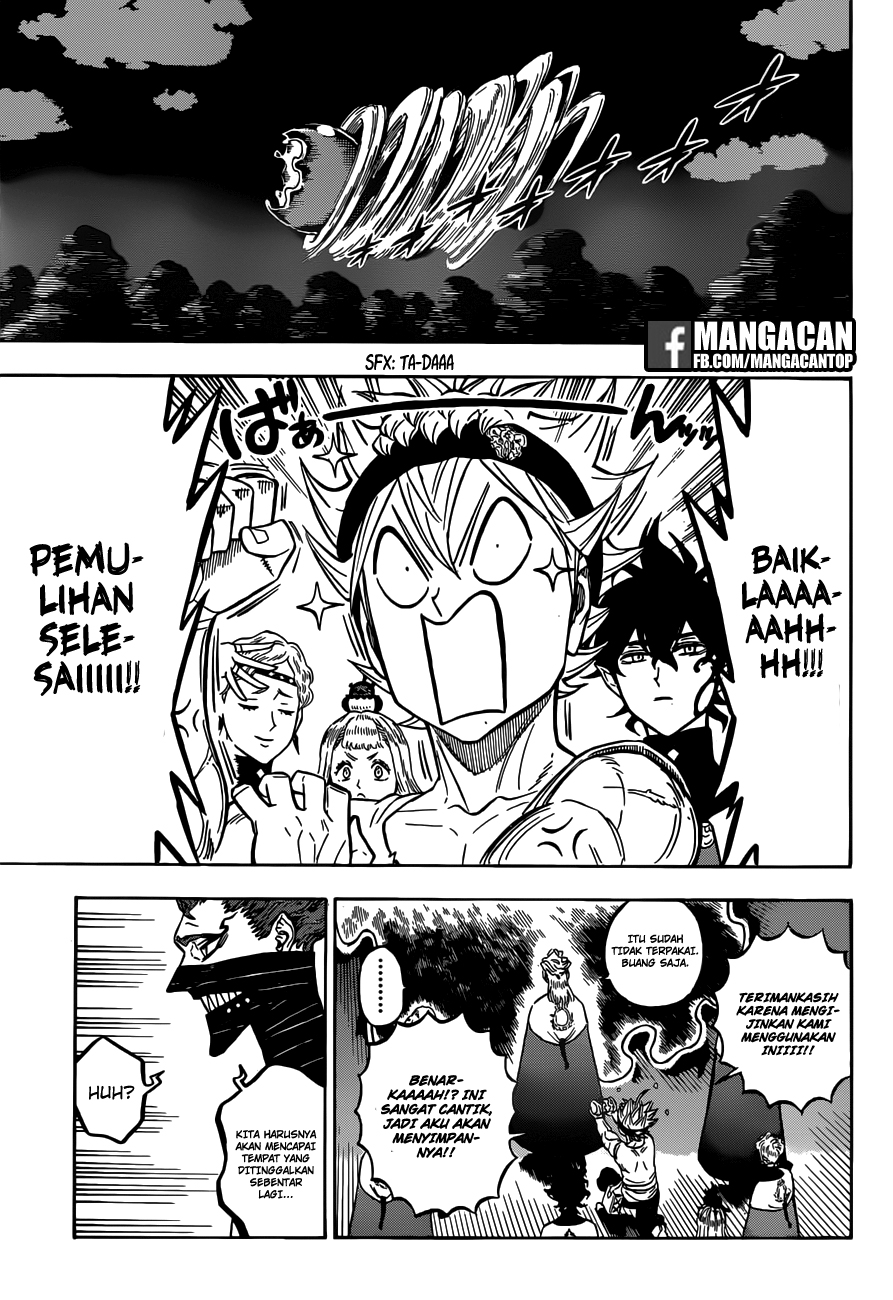 MANGACAN
FB.COM/MANGACANTOP
SFX: TA-DAAA
ばぁ
んッッ
BAIK-
LAAAA-
AAHH-
HH!!!
PEMU-
LIHAN
SELE-
SAIIIII!!
TERIMANKASIH
KARENA MENGI-
JINKAN KAMI
MENGGUNAKAN
INIIII!!
ITU SUDAH
TIDAK TERPAKAI.
BUANG SAJA.
BENAR-
KAAAAH!? INI
SANGAT CANTIK,
JADI AKU AKAN
MENYIMPAN-
NYA!!
KITA HARUSNYA
AKAN MENCAPAI
TEMPAT YANG
DITINGGALKAN
SEBENTAR
LAGI...
HUH?